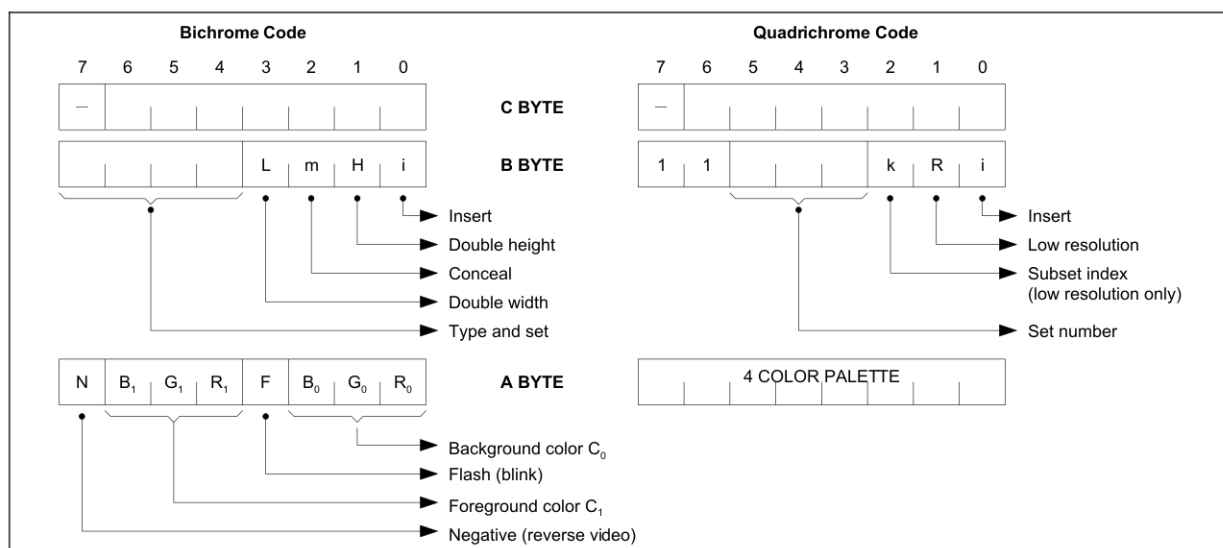 Bichrome Code Quadrichrome Code
7 6 5 4 3 2 1 0 7 6 5 4 3 2 1 0
– C BYTE –
L m H i B BYTE 1 1 k R i
Insert Insert
Double height Low resolution
Conceal Subset index
Double width (low resolution only)
Type and set Set number
N B₁ G₁ R₁ F B₀ G₀ R₀ A BYTE 4 COLOR PALETTE
Background color C₀
Flash (blink)
Foreground color C₁
Negative (reverse video)